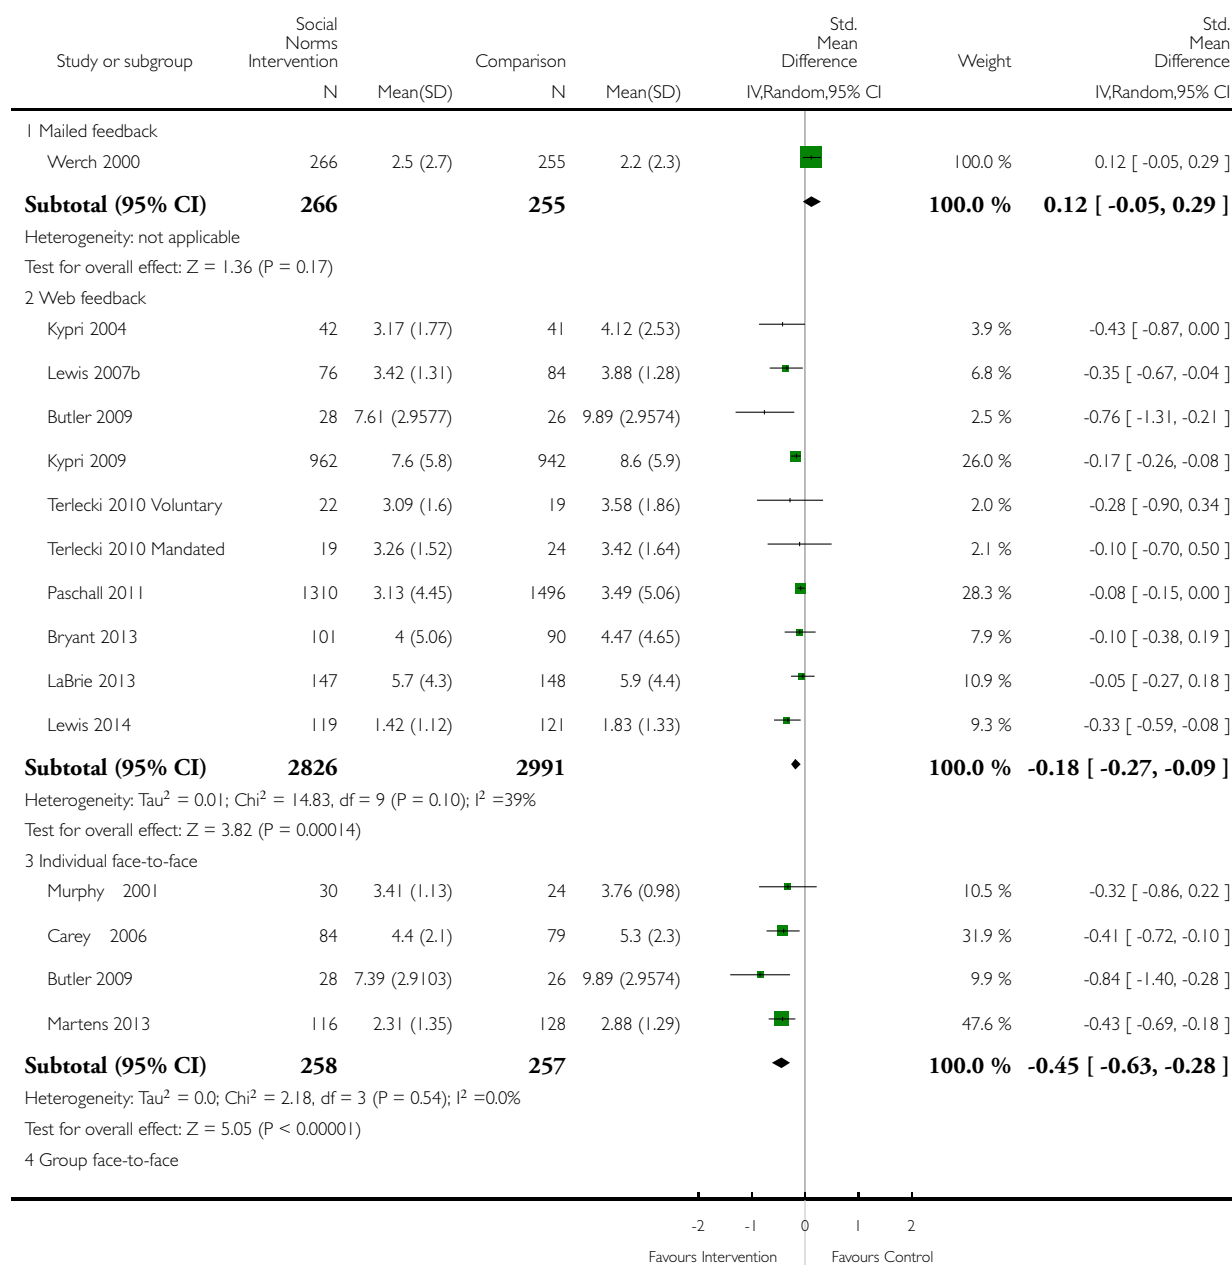 Study or subgroup Social Norms Intervention Comparison Std. Mean Difference Weight Std. Mean Difference
N Mean(SD) N Mean(SD) IV,Random,95% CI IV,Random,95% CI
1 Mailed feedback
Werch 2000 266 2.5 (2.7) 255 2.2 (2.3) 100.0 % 0.12 [ -0.05, 0.29 ]
Subtotal (95% CI) 266 255 100.0 % 0.12 [ -0.05, 0.29 ]
Heterogeneity: not applicable
Test for overall effect: Z = 1.36 (P = 0.17)
2 Web feedback
Kypri 2004 42 3.17 (1.77) 41 4.12 (2.53) 3.9 % -0.43 [ -0.87, 0.00 ]
Lewis 2007b 76 3.42 (1.31) 84 3.88 (1.28) 6.8 % -0.35 [ -0.67, -0.04 ]
Butler 2009 28 7.61 (2.9577) 26 9.89 (2.9574) 2.5 % -0.76 [ -1.31, -0.21 ]
Kypri 2009 962 7.6 (5.8) 942 8.6 (5.9) 26.0 % -0.17 [ -0.26, -0.08 ]
Terlecki 2010 Voluntary 22 3.09 (1.6) 19 3.58 (1.86) 2.0 % -0.28 [ -0.90, 0.34 ]
Terlecki 2010 Mandated 19 3.26 (1.52) 24 3.42 (1.64) 2.1 % -0.10 [ -0.70, 0.50 ]
Paschall 2011 1310 3.13 (4.45) 1496 3.49 (5.06) 28.3 % -0.08 [ -0.15, 0.00 ]
Bryant 2013 101 4 (5.06) 90 4.47 (4.65) 7.9 % -0.10 [ -0.38, 0.19 ]
LaBrie 2013 147 5.7 (4.3) 148 5.9 (4.4) 10.9 % -0.05 [ -0.27, 0.18 ]
Lewis 2014 119 1.42 (1.12) 121 1.83 (1.33) 9.3 % -0.33 [ -0.59, -0.08 ]
Subtotal (95% CI) 2826 2991 100.0 % -0.18 [ -0.27, -0.09 ]
Heterogeneity: Tau² = 0.01; Chi² = 14.83, df = 9 (P = 0.10); I² =39%
Test for overall effect: Z = 3.82 (P = 0.00014)
3 Individual face-to-face
Murphy 2001 30 3.41 (1.13) 24 3.76 (0.98) 10.5 % -0.32 [ -0.86, 0.22 ]
Carey 2006 84 4.4 (2.1) 79 5.3 (2.3) 31.9 % -0.41 [ -0.72, -0.10 ]
Butler 2009 28 7.39 (2.9103) 26 9.89 (2.9574) 9.9 % -0.84 [ -1.40, -0.28 ]
Martens 2013 116 2.31 (1.35) 128 2.88 (1.29) 47.6 % -0.43 [ -0.69, -0.18 ]
Subtotal (95% CI) 258 257 100.0 % -0.45 [ -0.63, -0.28 ]
Heterogeneity: Tau² = 0.0; Chi² = 2.18, df = 3 (P = 0.54); I² =0.0%
Test for overall effect: Z = 5.05 (P < 0.00001)
4 Group face-to-face
-2 -1 0 1 2
Favours Intervention Favours Control